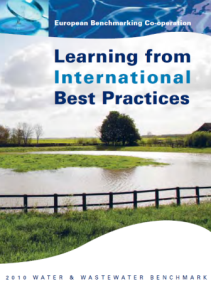 European Benchmarking Co-operation
Learning from
International
Best Practices
2010 WATER & WASTEWATER BENCHMARK